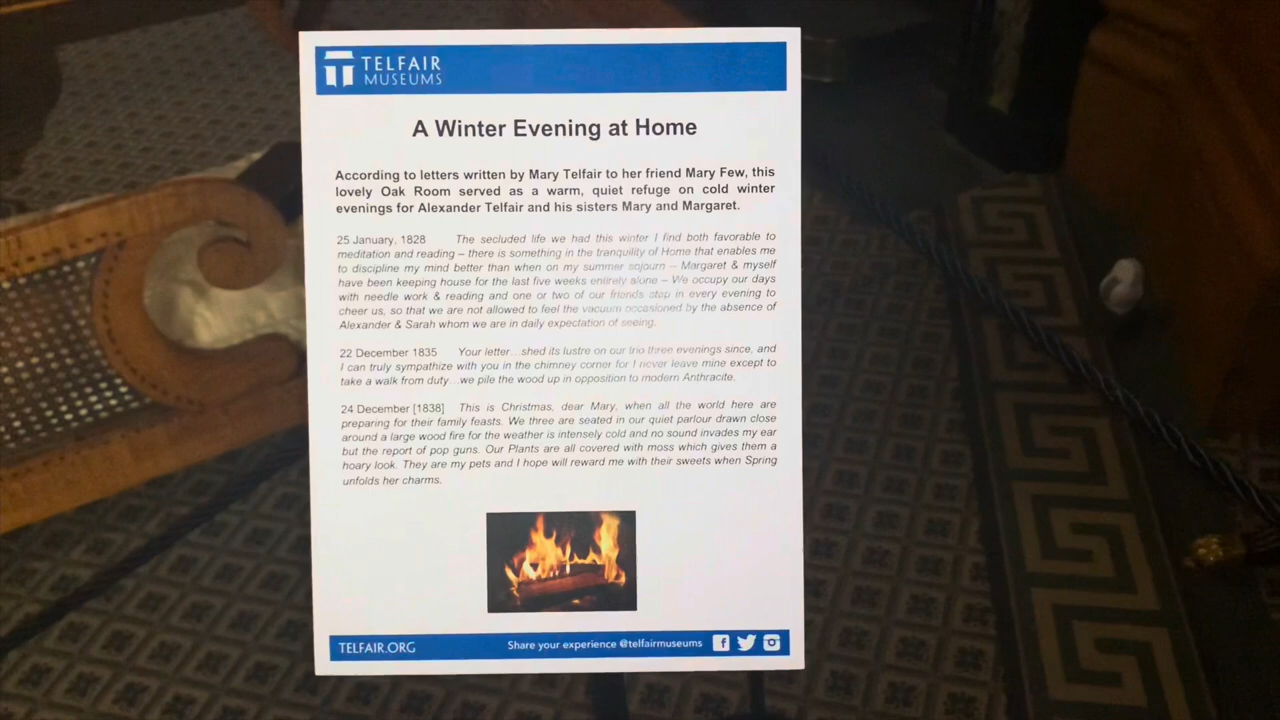 TELFAIR
MUSEUMS
A Winter Evening at Home
According to letters written by Mary Telfair to her friend Mary Few, this
lovely Oak Room served as a warm, quiet refuge on cold winter
evenings for Alexander Telfair and his sisters Mary and Margaret.
25 January, 1828 The secluded life we had this winter I find both favorable to
meditation and reading – there is something in the tranquility of Home that enables me
to discipline my mind better than when on my summer sojourn – Margaret & myself
have been keeping house for the last five weeks entirely alone – We occupy our days
with needle work & reading and one or two of our friends step in every evening to
cheer us, so that we are not allowed to feel the vacuum occasioned by the absence of
Alexander & Sarah whom we are in daily expectation of seeing.
22 December 1835 Your letter…shed its lustre on our trio three evenings since, and
I can truly sympathize with you in the chimney corner for I never leave mine except to
take a walk from duty…we pile the wood up in opposition to modern Anthracite.
24 December [1838] This is Christmas, dear Mary, when all the world here are
preparing for their family feasts. We three are seated in our quiet parlour drawn close
around a large wood fire for the weather is intensely cold and no sound invades my ear
but the report of pop guns. Our Plants are all covered with moss which gives them a
hoary look. They are my pets and I hope will reward me with their sweets when Spring
unfolds her charms.
TELFAIR.ORG Share your experience @telfairmuseums